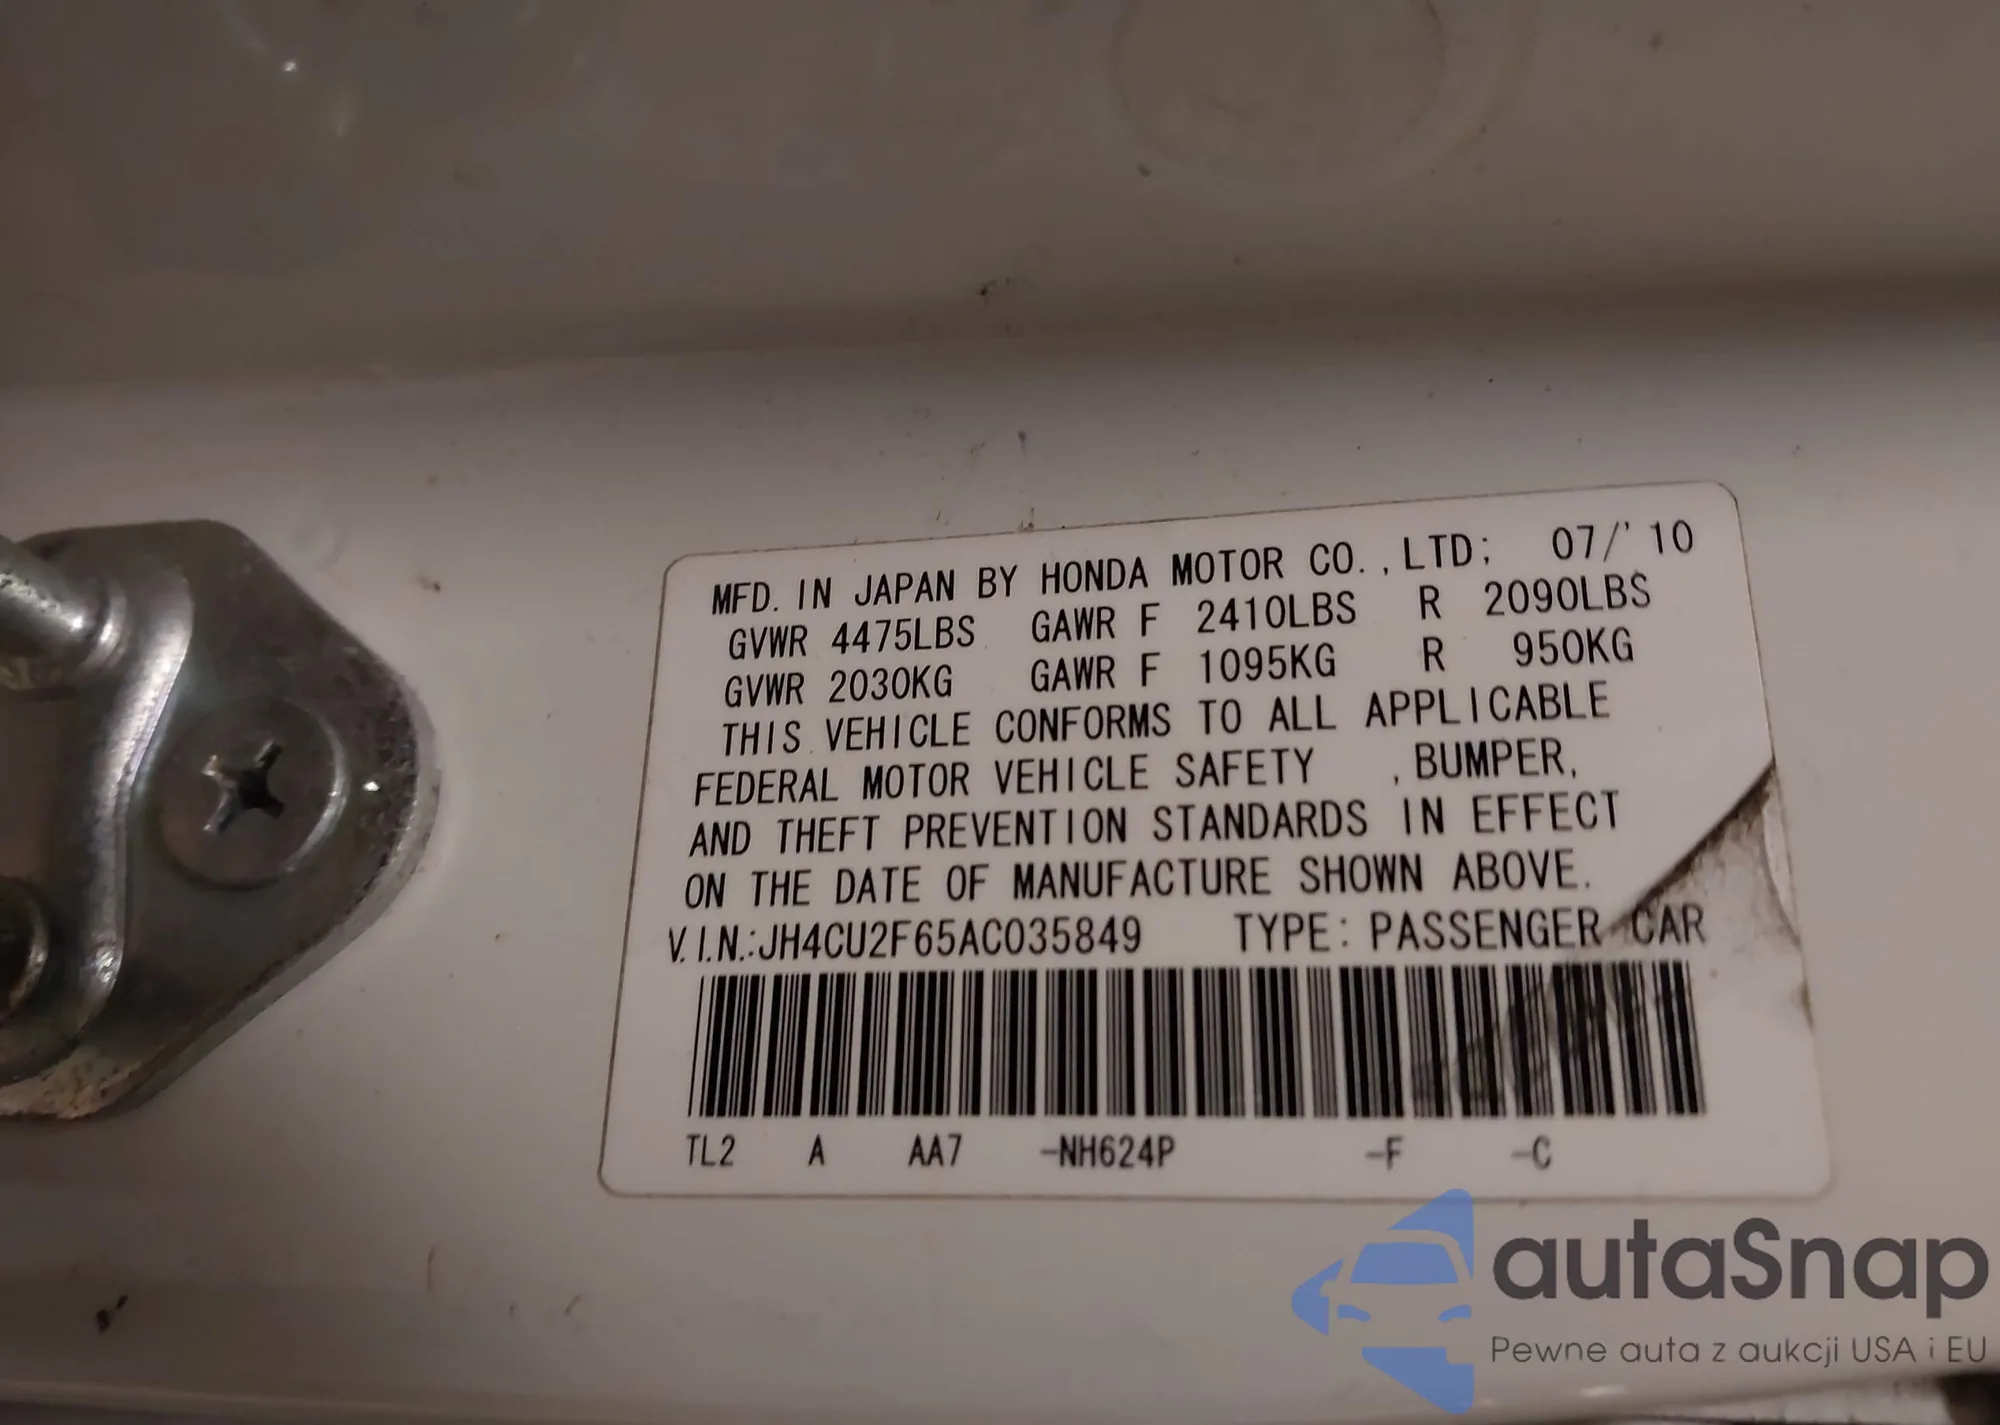 MFD. IN JAPAN BY HONDA MOTOR CO.,LTD; 07/'10
GVWR 4475LBS GAWR F 2410LBS R 2090LBS
GVWR 2030KG GAWR F 1095KG R 950KG
THIS VEHICLE CONFORMS TO ALL APPLICABLE
FEDERAL MOTOR VEHICLE SAFETY ,BUMPER,
AND THEFT PREVENTION STANDARDS IN EFFECT
ON THE DATE OF MANUFACTURE SHOWN ABOVE.
V.I.N.:JH4CU2F65AC035849 TYPE: PASSENGER CAR
TL2 A AA7 -NH624P -F -C
autaSnap
Pewne auta z aukcji USA i EU